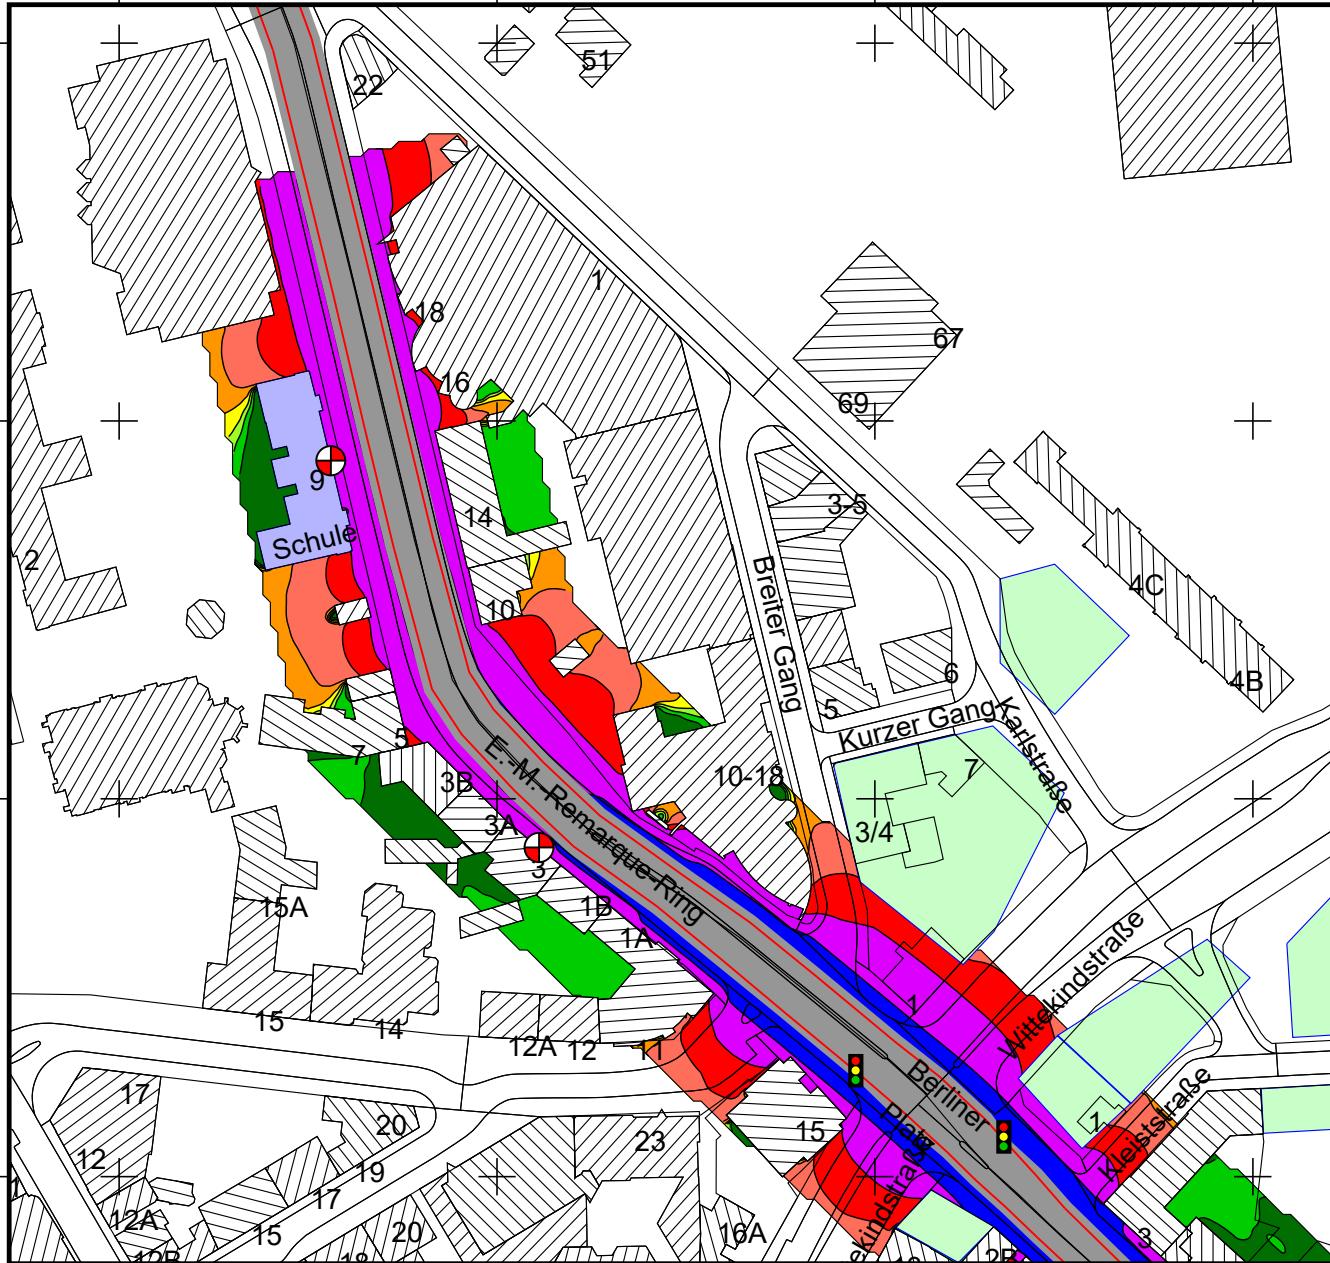 22
51
1
18
67
16
69
9
3-5
14
Schule
2
Breiter Gang
4C
10
6
4B
5
Karlstraße
Kurzer Gang
5
E.-M.-Remarque-Ring
7
7
10-18
3B
3A
3/4
3
15A
1B
1A
Wittekindstraße
1
15
14
12A
12
11
Berliner
Platz
17
20
23
15
1
Kleiststraße
12
19
17
12A
15
20
16A
3